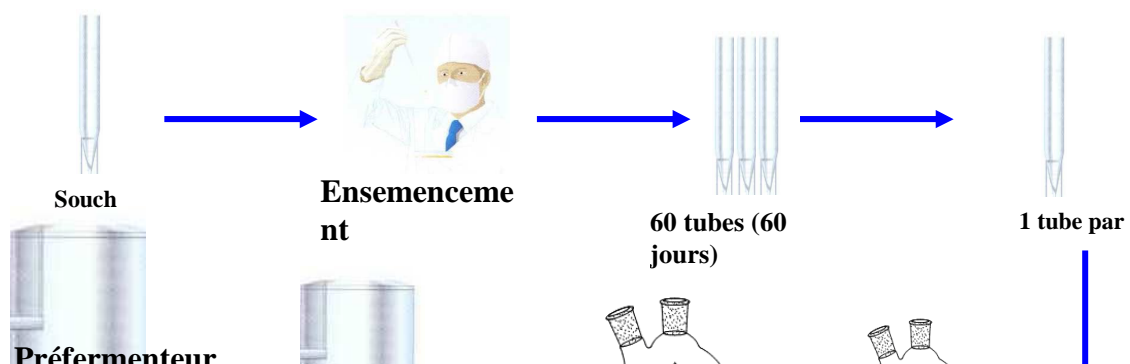 Souch
Ensemenceme
nt
60 tubes (60
jours)
1 tube par
Préfermenteur